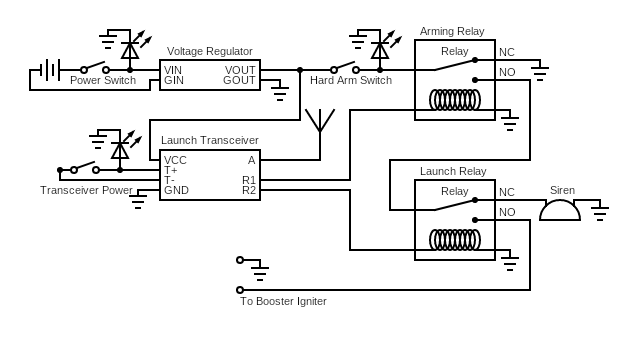 Arming Relay
Voltage Regulator
Relay
NC
VIN
VOUT
NO
Power Switch
GIN
GOUT
Hard Arm Switch
Launch Transceiver
VCC
A
T+
Launch Relay
Transceiver Power
T-
R1
Relay
NC
Siren
GND
R2
NO
To Booster Igniter